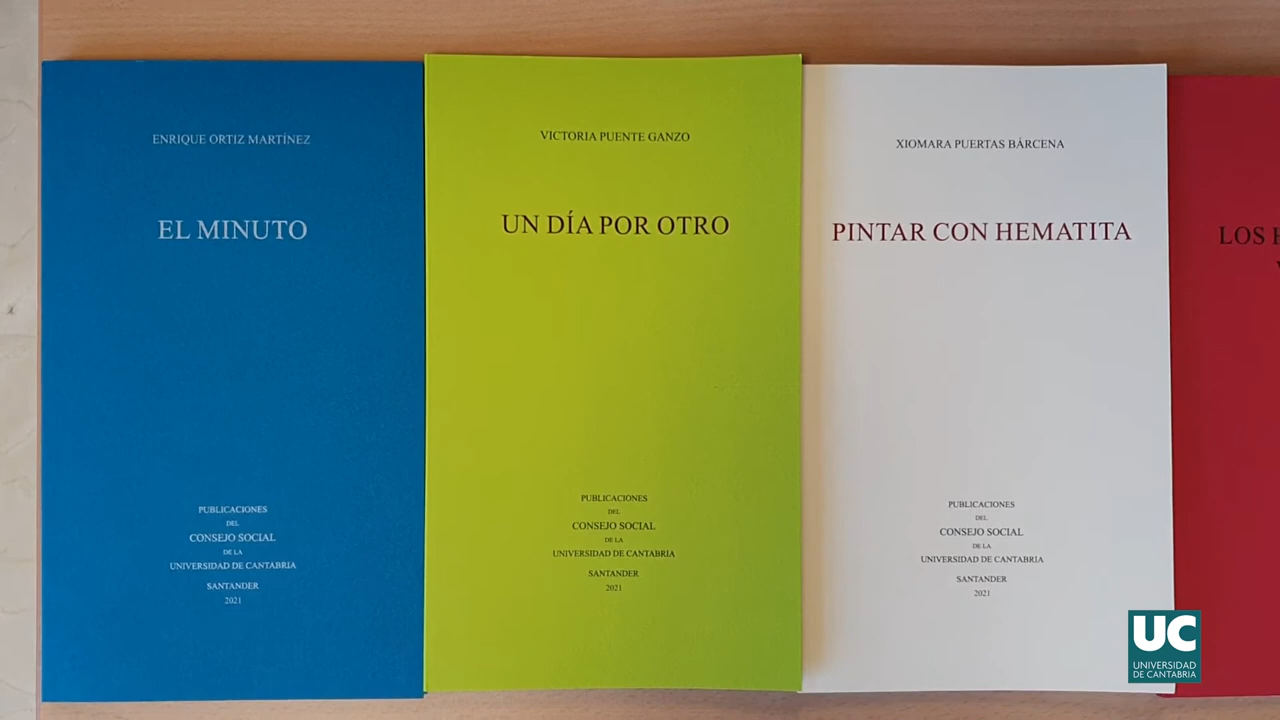 ENRIQUE ORTIZ MARTÍNEZ
EL MINUTO
PUBLICACIONES
DEL
CONSEJO SOCIAL
DE LA
UNIVERSIDAD DE CANTABRIA
SANTANDER
2021
VICTORIA PUENTE GANZO
UN DÍA POR OTRO
PUBLICACIONES
DEL
CONSEJO SOCIAL
DE LA
UNIVERSIDAD DE CANTABRIA
SANTANDER
2021
XIOMARA PUERTAS BÁRCENA
PINTAR CON HEMATITA
PUBLICACIONES
DEL
CONSEJO SOCIAL
DE LA
UNIVERSIDAD DE CANTABRIA
SANTANDER
2021
LOS
UC
UNIVERSIDAD
DE CANTABRIA